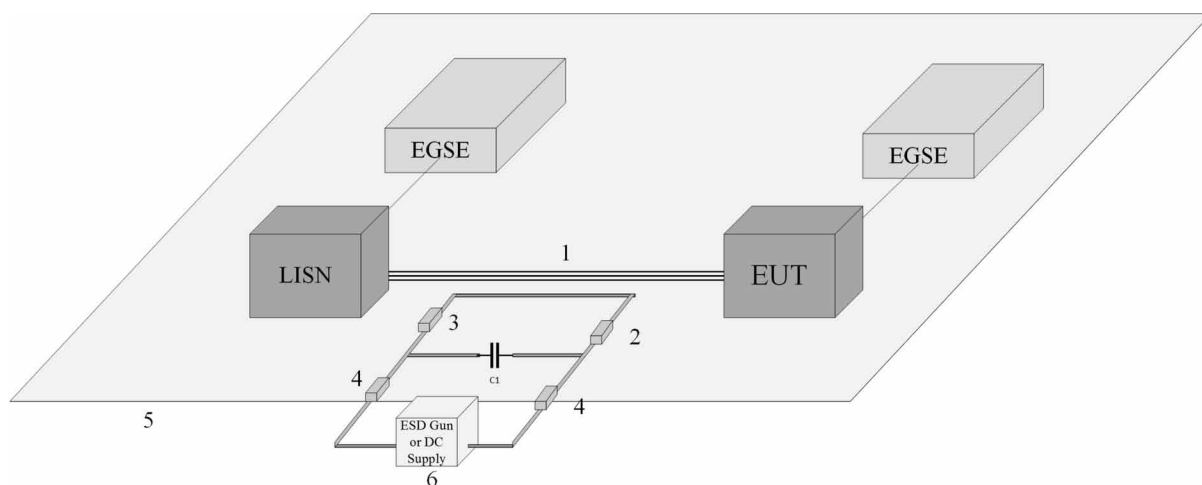 EGSE
EGSE
1
LISN
EUT
3
2
4
C1
4
5
ESD Gun
or DC
Supply
6